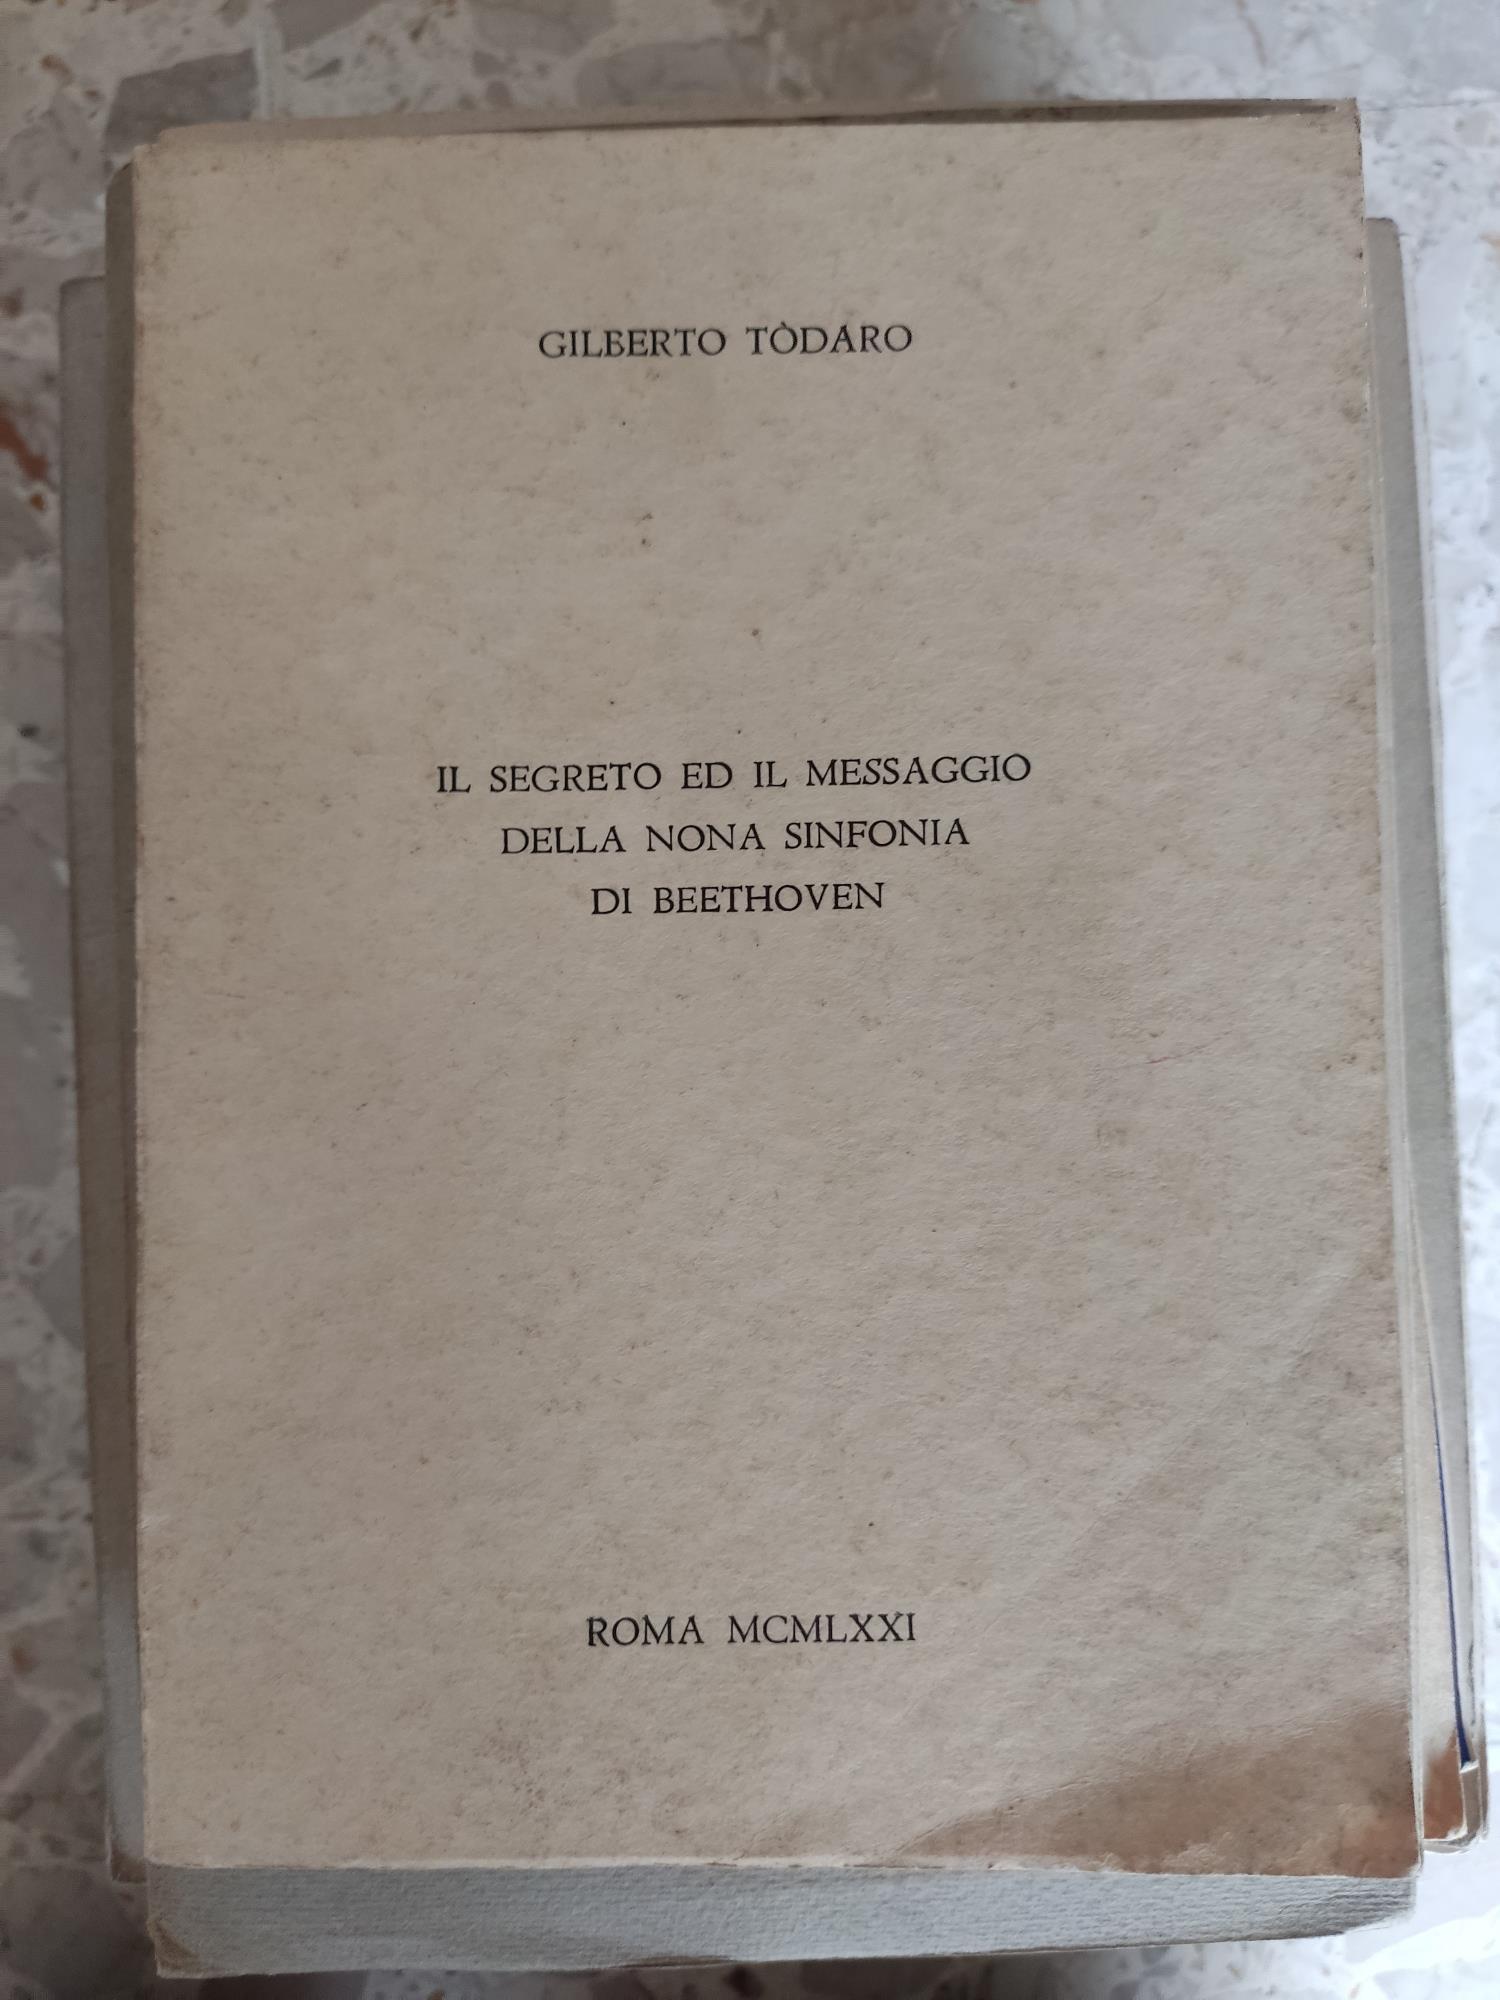 GILBERTO TÒDARO
IL SEGRETO ED IL MESSAGGIO
DELLA NONA SINFONIA
DI BEETHOVEN
ROMA MCMLXXI